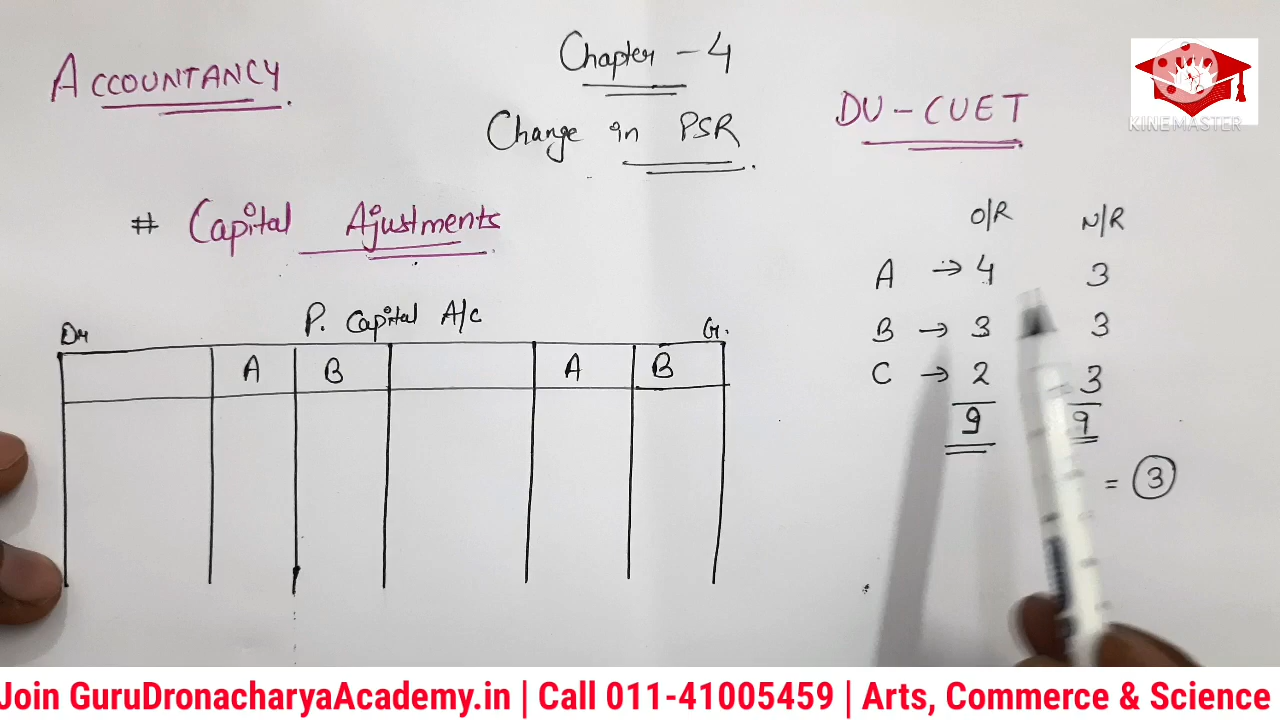 ACCOUNTANCY
Chapter - 4
Change in PSR.
DU - CUET
KINEMASTER
# Capital Ajustments
O/R N/R
A → 4 3
B → 3 3
C → 2 3
9 9
= 3
Dr P. Capital A/c Cr.
A B A B
Join GuruDronacharyaAcademy.in | Call 011-41005459 | Arts, Commerce & Science